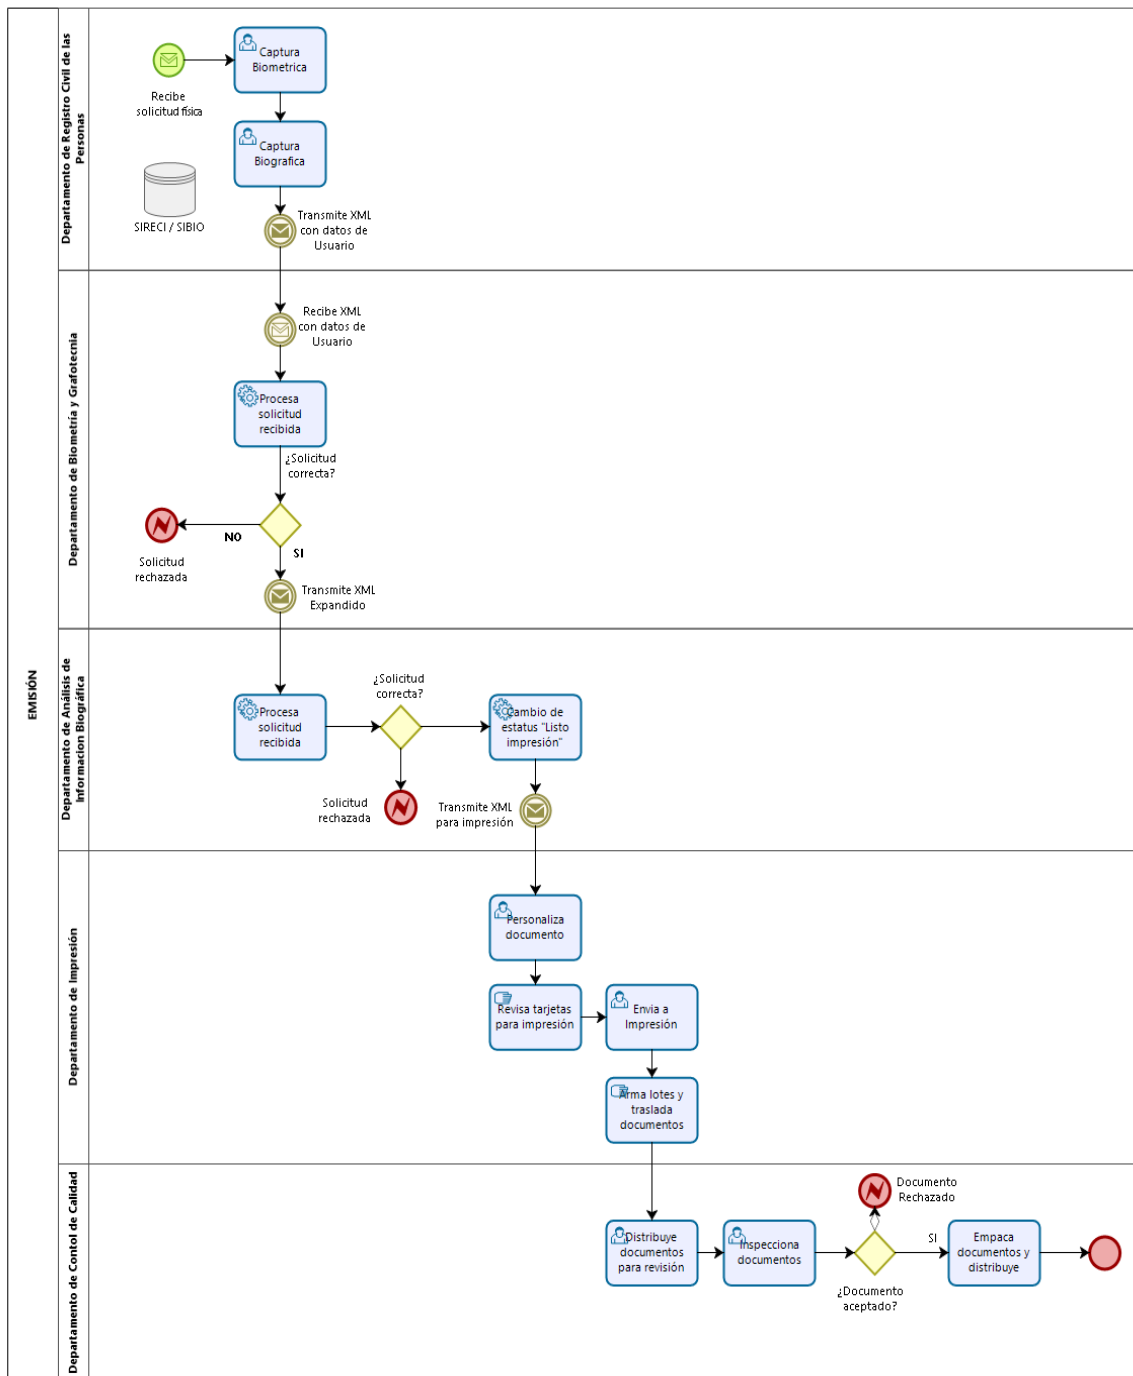 EMISIÓN
Departamento de Registro Civil de las
Personas
Recibe
solicitud física
Captura
Biometrica
Captura
Biografica
SIRECI / SIBIO
Transmite XML
con datos de
Usuario
Departamento de Biometría y Grafotecnia
Recibe XML
con datos de
Usuario
Procesa
solicitud
recibida
¿Solicitud
correcta?
NO
SI
Solicitud
rechazada
Transmite XML
Expandido
Departamento de Análisis de
Informacion Biográfica
Procesa
solicitud
recibida
¿Solicitud
correcta?
Cambio de
estatus "Listo
impresión"
Solicitud
rechazada
Transmite XML
para impresión
Departamento de Impresión
Personaliza
documento
Revisa tarjetas
para impresión
Envia a
Impresión
Arma lotes y
traslada
documentos
Departamento de Contol de Calidad
Distribuye
documentos
para revisión
Inspecciona
documentos
Documento
Rechazado
¿Documento
aceptado?
SI
Empaca
documentos y
distribuye